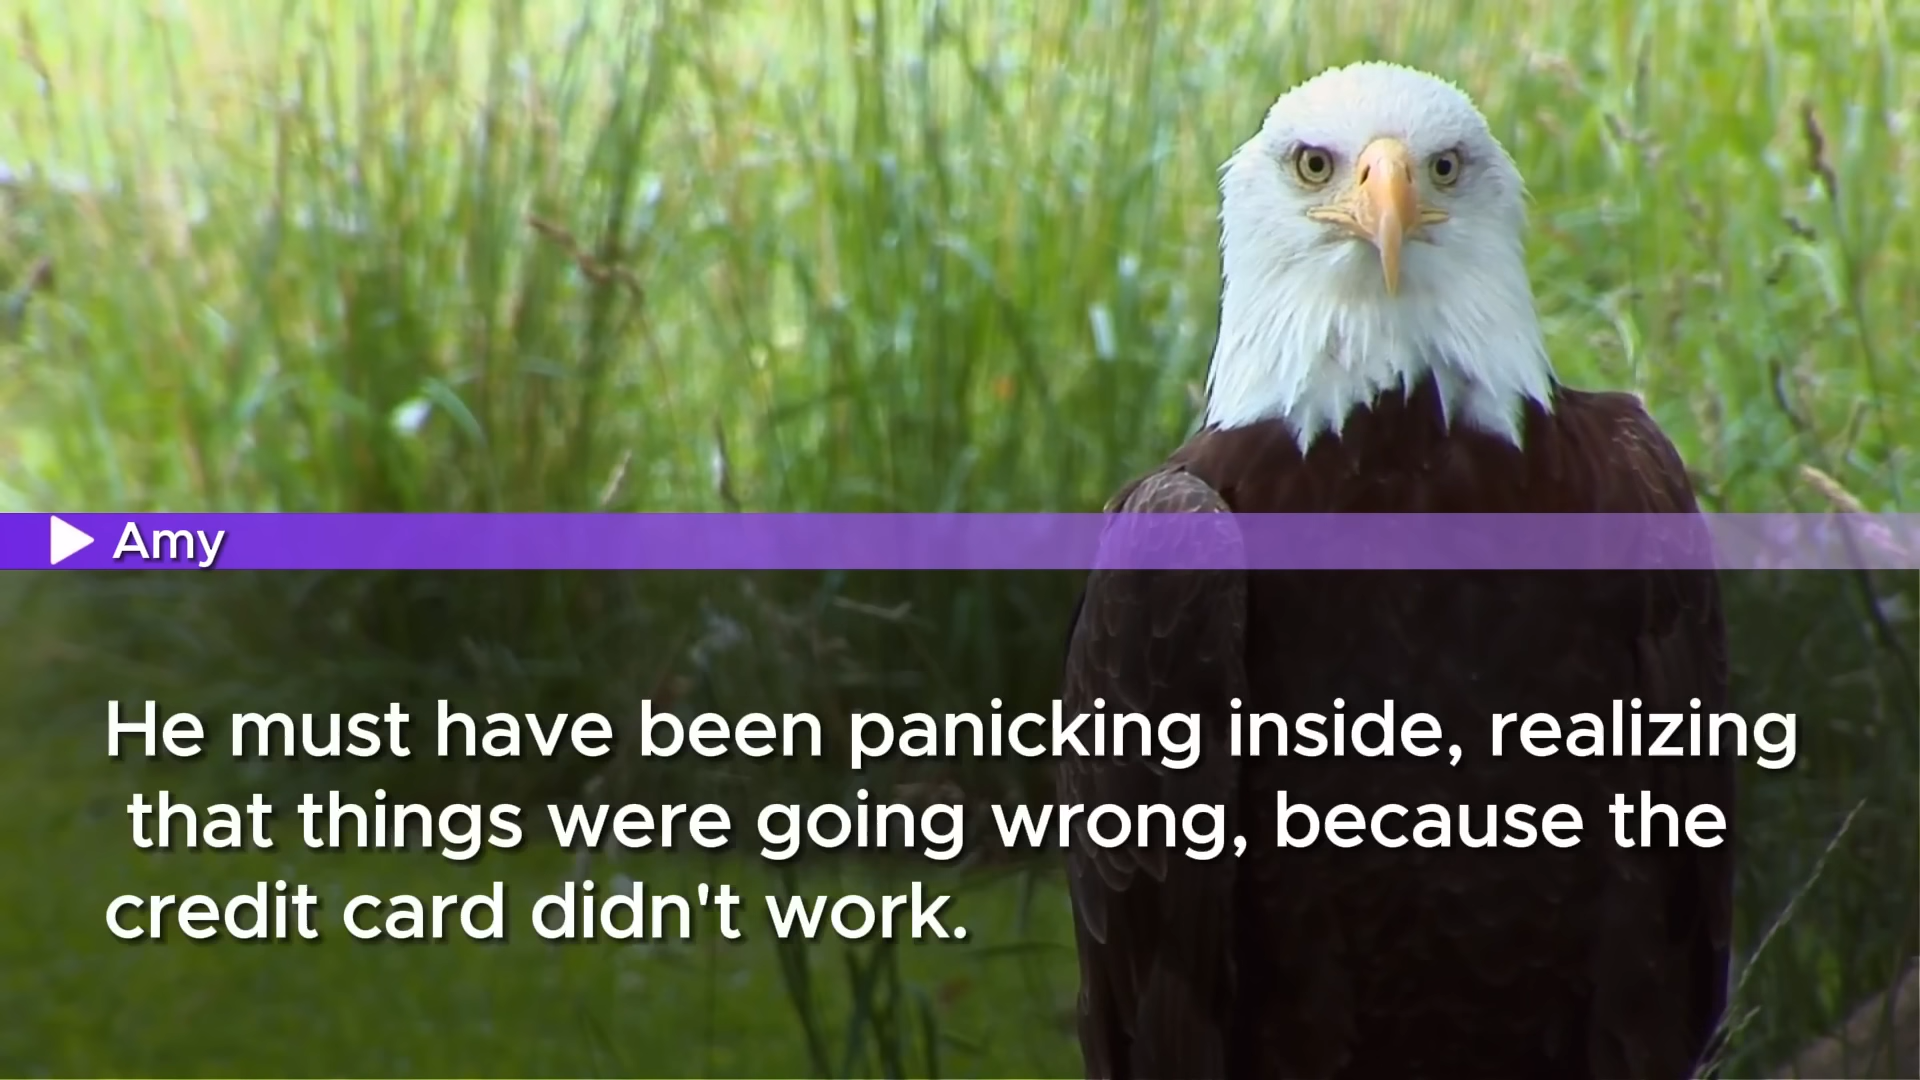 Amy
He must have been panicking inside, realizing
that things were going wrong, because the
credit card didn't work.